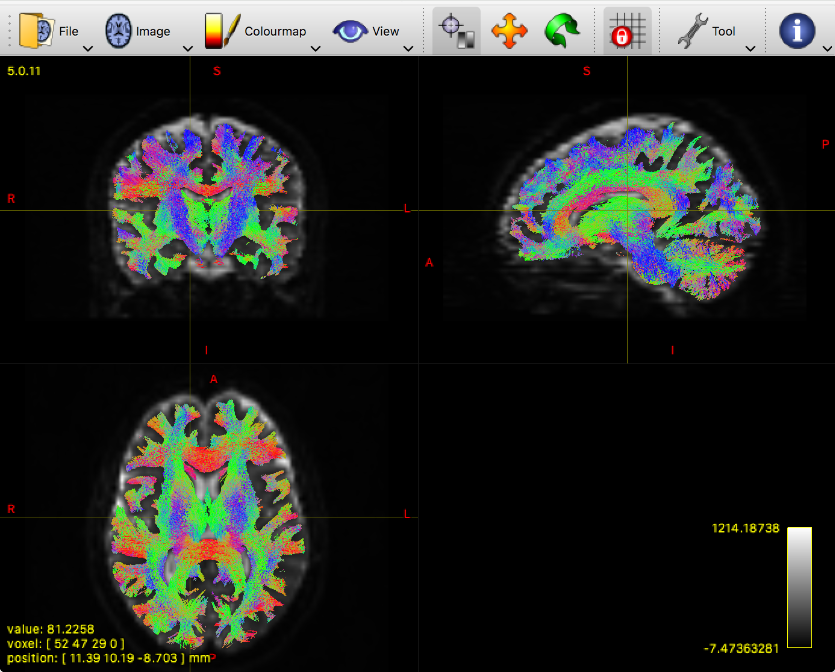 File Image Colourmap View Tool
5.0.11
S
S
P
R
L
A
I
I
A
R
L
1214.18738
value: 81.2258
voxel: [ 52 47 29 0 ]
-7.47363281
position: [ 11.39 10.19 -8.703 ] mm
P